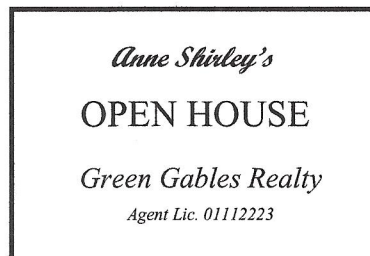 Anne Shirley's
OPEN HOUSE
Green Gables Realty
Agent Lic. 01112223